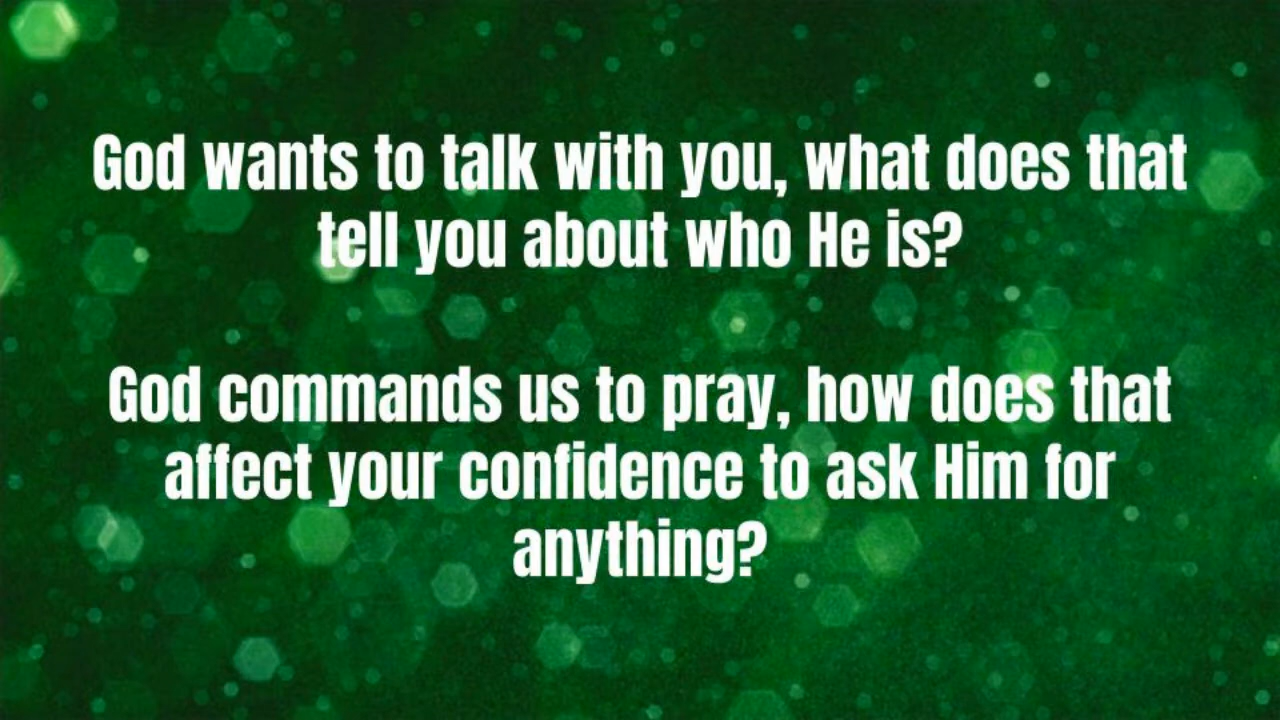 God wants to talk with you, what does that
tell you about who He is?
God commands us to pray, how does that
affect your confidence to ask Him for
anything?